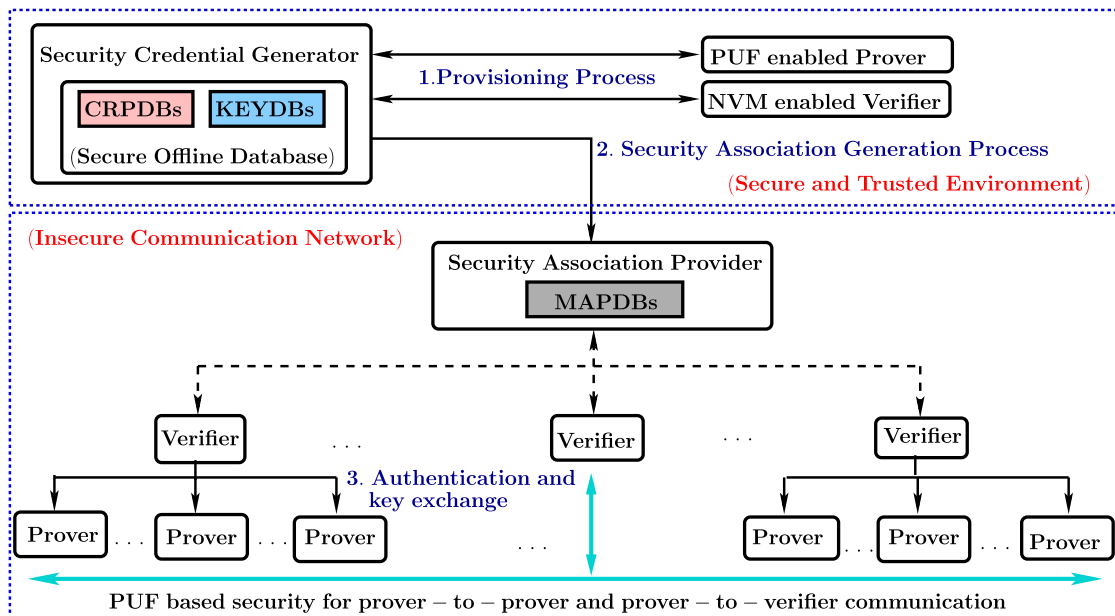 Security Credential Generator
CRPDBs
KEYDBs
(Secure Offline Database)
1.Provisioning Process
PUF enabled Prover
NVM enabled Verifier
2. Security Association Generation Process
(Secure and Trusted Environment)
(Insecure Communication Network)
Security Association Provider
MAPDBs
Verifier
. . .
Verifier
. . .
Verifier
3. Authentication and
key exchange
Prover
. . .
Prover
. . .
Prover
. . .
Prover
. . .
Prover
. . .
Prover
PUF based security for prover – to – prover and prover – to – verifier communication